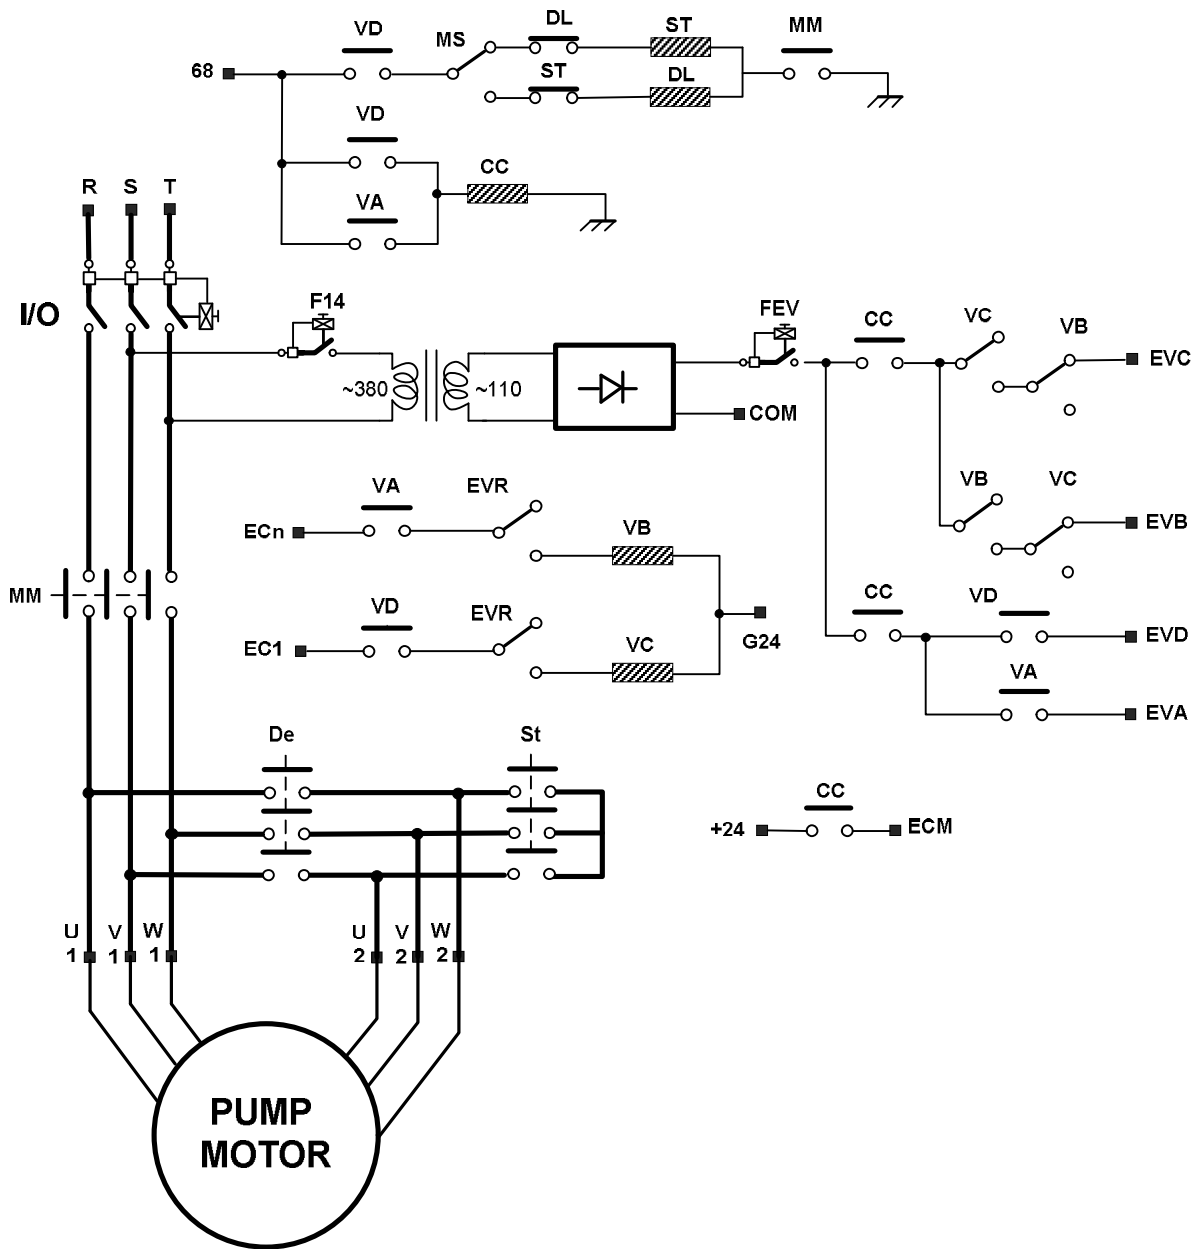 VD
MS
DL
ST
MM
68
ST
DL
VD
CC
VA
R S T
I/O
F14
FEV
CC
VC
VB
EVC
~380
~110
COM
VB
VC
EVB
VA
EVR
ECn
VB
MM
VD
EVR
EC1
VC
G24
CC
VD
EVD
VA
EVA
De
St
CC
+24
ECM
U
1
V
1
W
1
U
2
V
2
W
2
PUMP
MOTOR